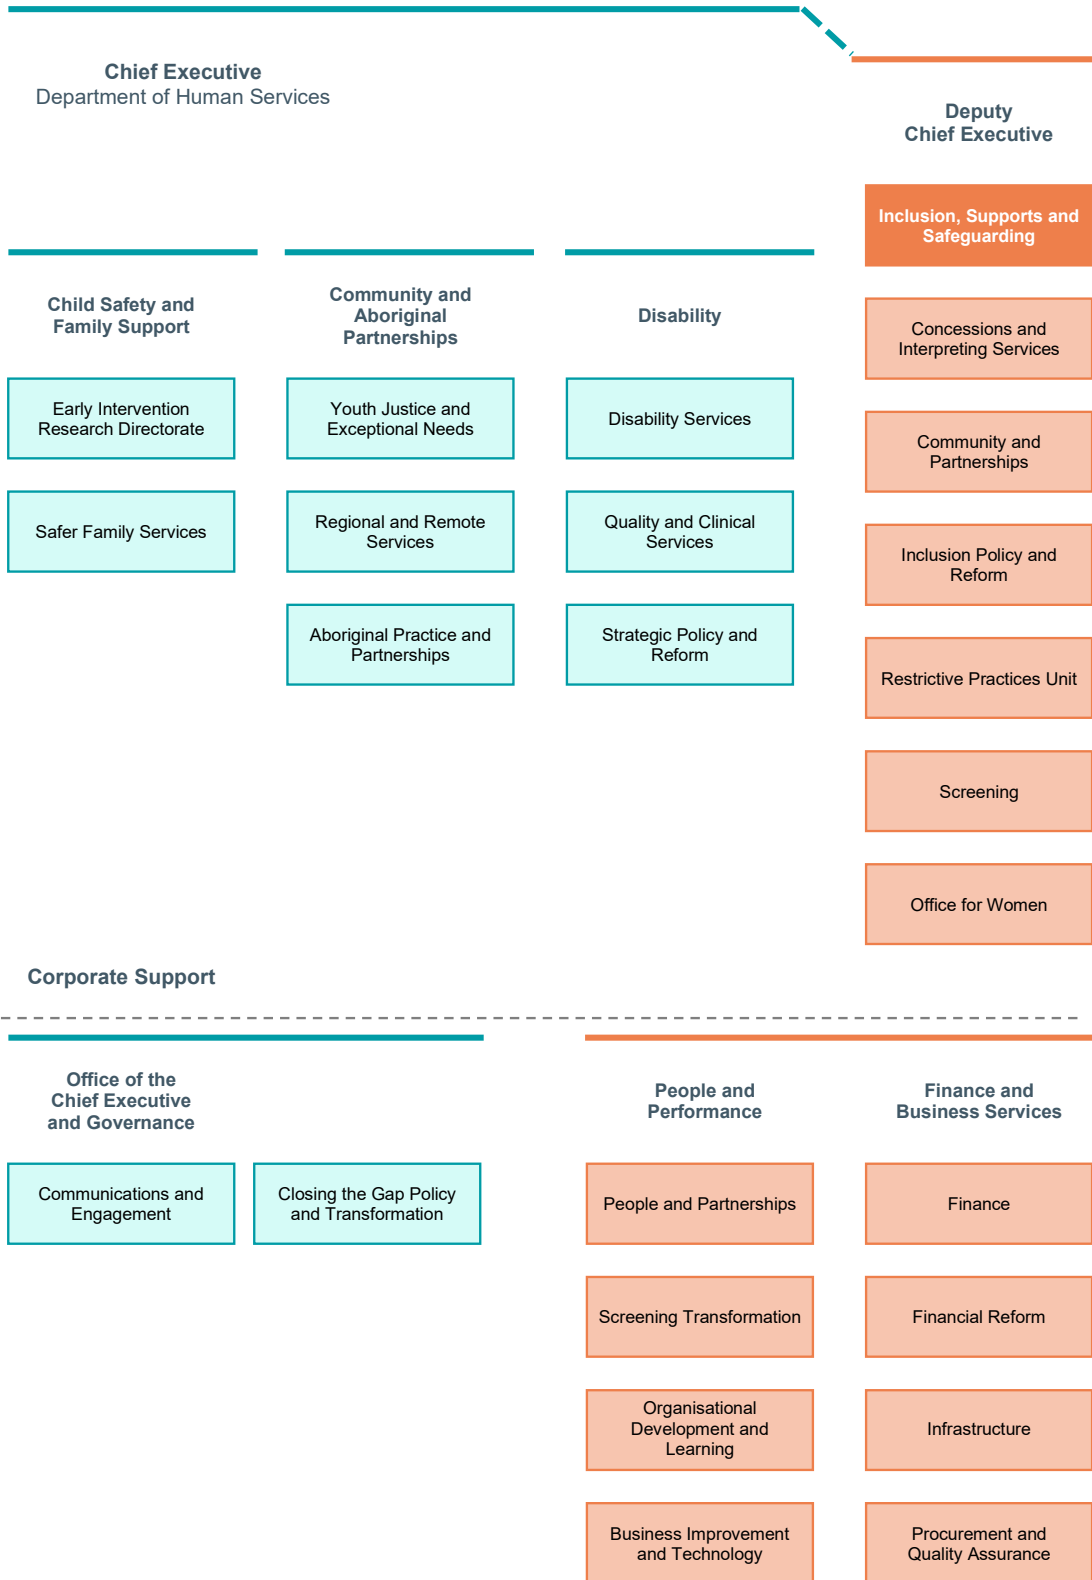 Chief Executive
Department of Human Services
Deputy
Chief Executive
Inclusion, Supports and
Safeguarding
Concessions and
Interpreting Services
Community and
Partnerships
Inclusion Policy and
Reform
Restrictive Practices Unit
Screening
Office for Women
Child Safety and
Family Support
Early Intervention
Research Directorate
Safer Family Services
Community and
Aboriginal
Partnerships
Youth Justice and
Exceptional Needs
Regional and Remote
Services
Aboriginal Practice and
Partnerships
Disability
Disability Services
Quality and Clinical
Services
Strategic Policy and
Reform
Corporate Support
Office of the
Chief Executive
and Governance
Communications and
Engagement
Closing the Gap Policy
and Transformation
People and
Performance
People and Partnerships
Screening Transformation
Organisational
Development and
Learning
Business Improvement
and Technology
Finance and
Business Services
Finance
Financial Reform
Infrastructure
Procurement and
Quality Assurance